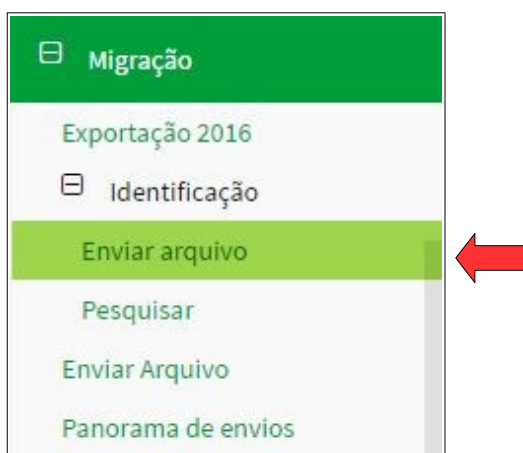 Migração
Exportação 2016
Identificação
Enviar arquivo
Pesquisar
Enviar Arquivo
Panorama de envios